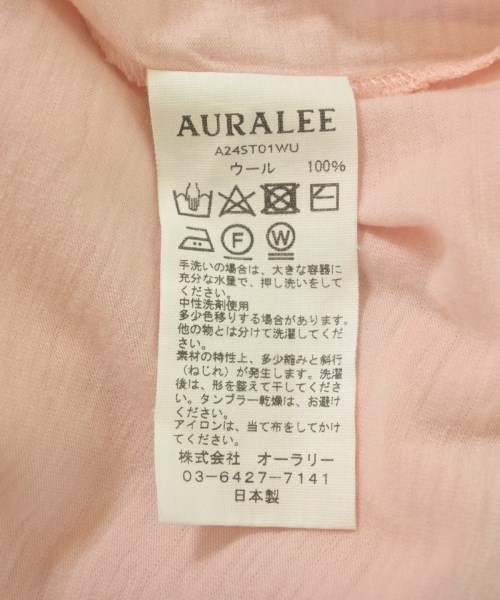 AURALEE
A24ST01WU
ウール 100%
F W
手洗いの場合は、大きな容器に
充分な水量で、押し洗いをして
ください。
中性洗剤使用
多少色移りする場合があります。
他の物とは分けて洗濯してくだ
さい。
素材の特性上、多少縮みと斜行
（ねじれ）が発生します。洗濯
後は、形を整えて干してくださ
い。タンブラー乾燥は、お避け
ください。
アイロンは、当て布をしてかけ
てください。
株式会社 オーラリー
03-6427-7141
日本製